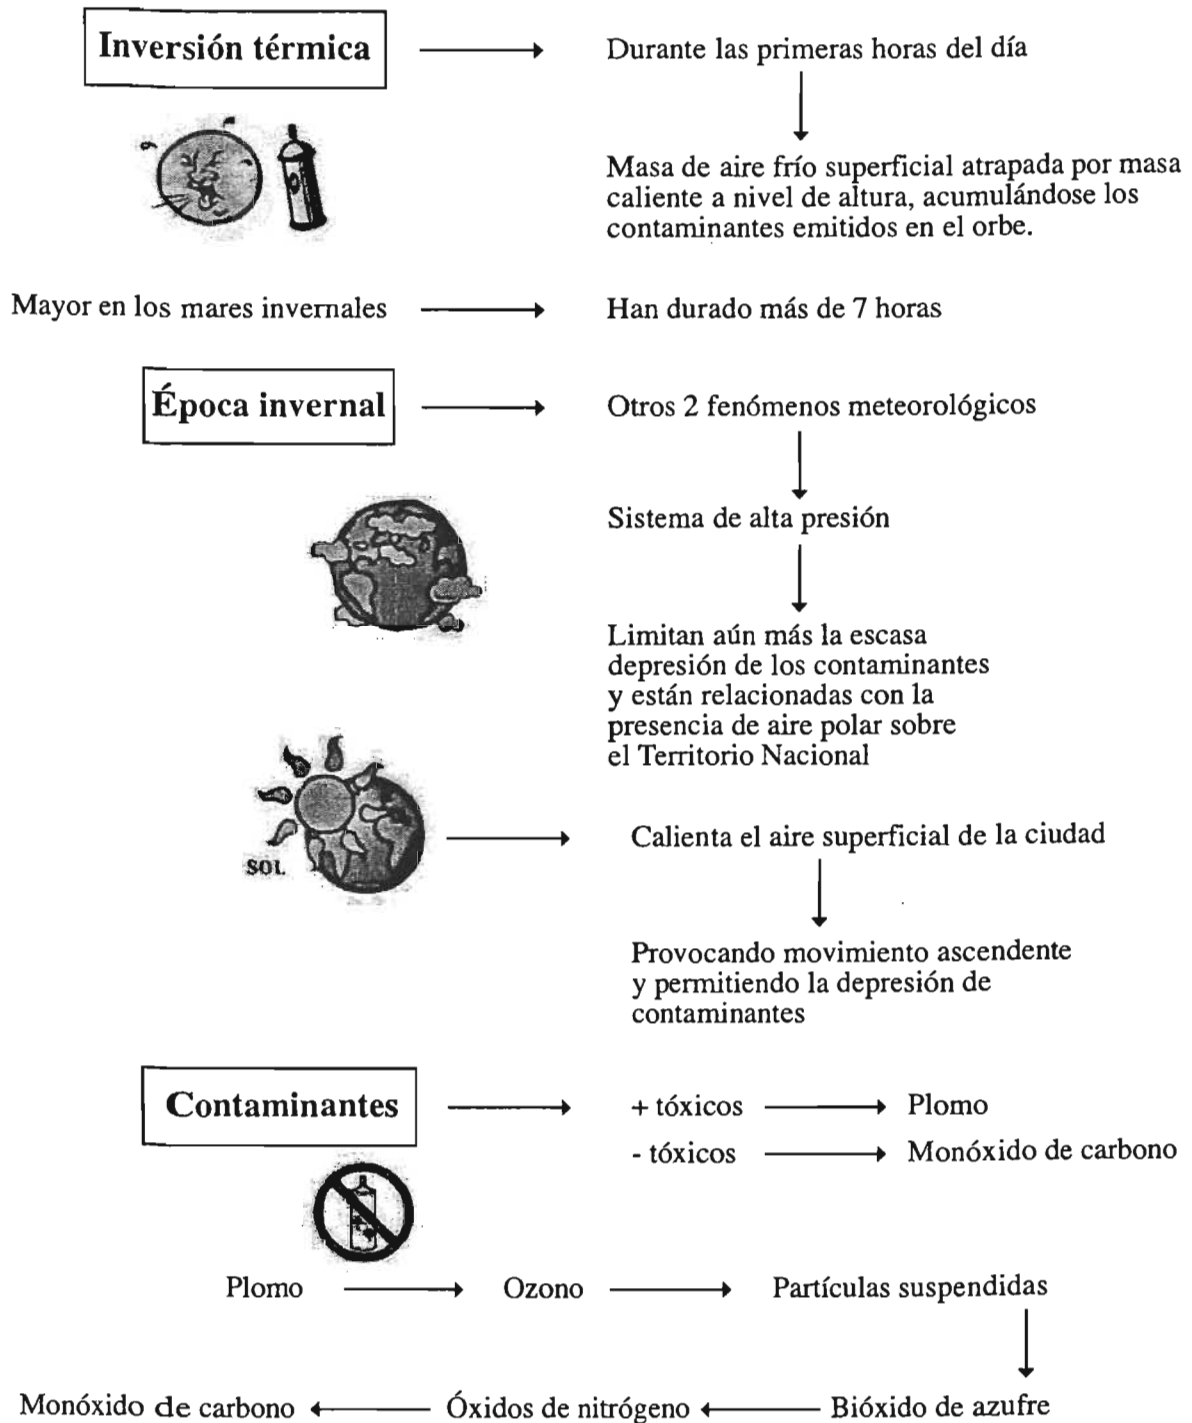 Inversión térmica
Durante las primeras horas del día
Masa de aire frío superficial atrapada por masa
caliente a nivel de altura, acumulándose los
contaminantes emitidos en el orbe.
Mayor en los mares invernales
Han durado más de 7 horas
Época invernal
Otros 2 fenómenos meteorológicos
Sistema de alta presión
Limitan aún más la escasa
depresión de los contaminantes
y están relacionadas con la
presencia de aire polar sobre
el Territorio Nacional
SOL
Calienta el aire superficial de la ciudad
Provocando movimiento ascendente
y permitiendo la depresión de
contaminantes
Contaminantes
+ tóxicos
Plomo
- tóxicos
Monóxido de carbono
Plomo
Ozono
Partículas suspendidas
Monóxido de carbono
Óxidos de nitrógeno
Bióxido de azufre